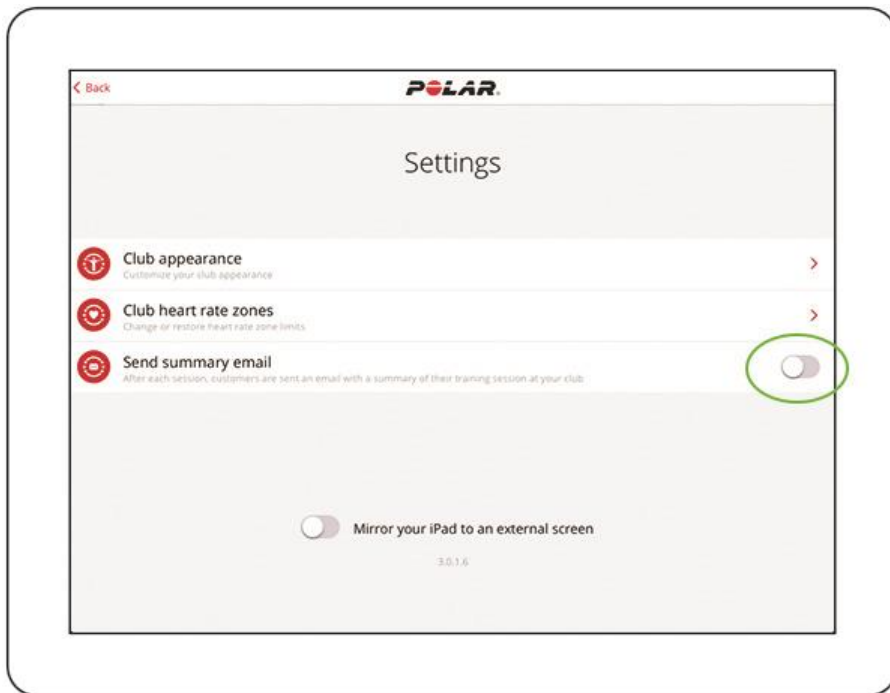 Back
POLAR.
Settings
Club appearance
Customize your club appearance
Club heart rate zones
Change or restore heart rate zone limits
Send summary email
After each session, customers are sent an email with a summary of their training session at your club
Mirror your iPad to an external screen
3.0.1.6